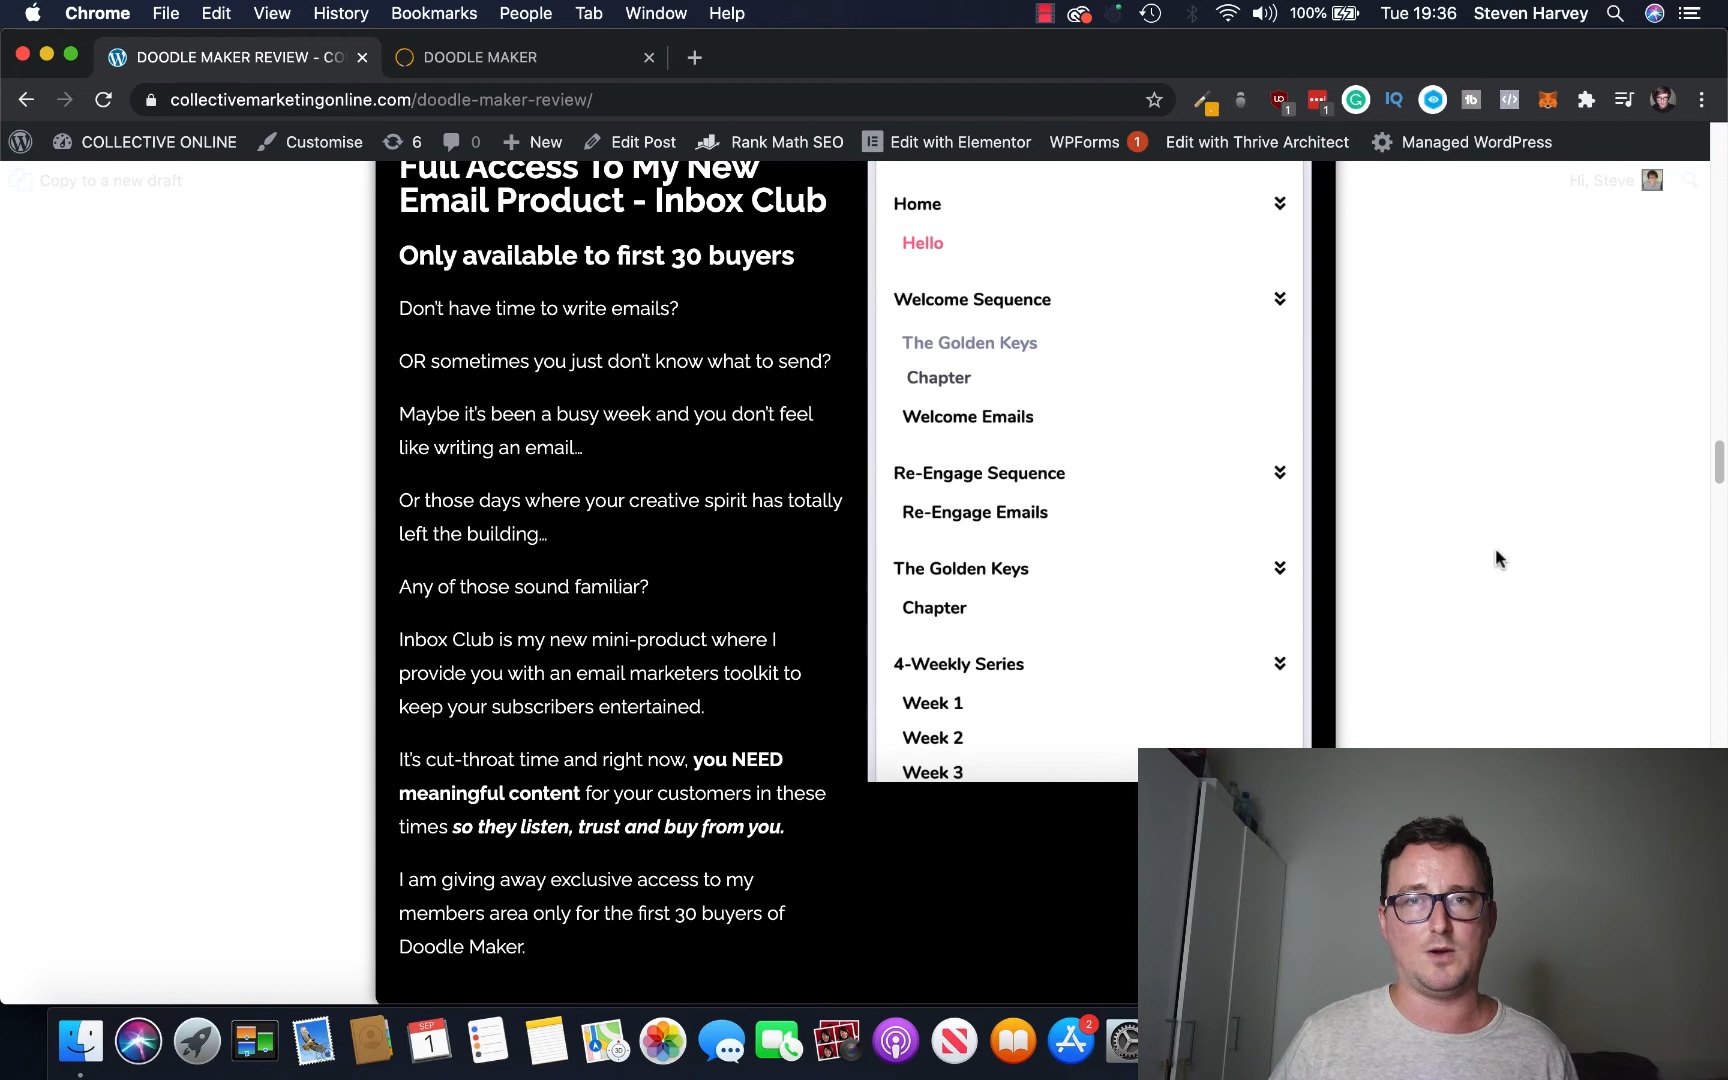 Chrome File Edit View History Bookmarks People Tab Window Help 100% Tue 19:36 Steven Harvey
DOODLE MAKER REVIEW - CO DOODLE MAKER
collectivemarketingonline.com/doodle-maker-review/
COLLECTIVE ONLINE Customise 6 0 New Edit Post Rank Math SEO Edit with Elementor WPForms 1 Edit with Thrive Architect Managed WordPress
Copy to a new draft Hi, Steve
Full Access To My New
Email Product - Inbox Club
Only available to first 30 buyers
Don't have time to write emails?
OR sometimes you just don't know what to send?
Maybe it's been a busy week and you don't feel
like writing an email...
Or those days where your creative spirit has totally
left the building...
Any of those sound familiar?
Inbox Club is my new mini-product where I
provide you with an email marketers toolkit to
keep your subscribers entertained.
It's cut-throat time and right now, you NEED
meaningful content for your customers in these
times so they listen, trust and buy from you.
I am giving away exclusive access to my
members area only for the first 30 buyers of
Doodle Maker.
Home
Hello
Welcome Sequence
The Golden Keys
Chapter
Welcome Emails
Re-Engage Sequence
Re-Engage Emails
The Golden Keys
Chapter
4-Weekly Series
Week 1
Week 2
Week 3
SEP
1
2